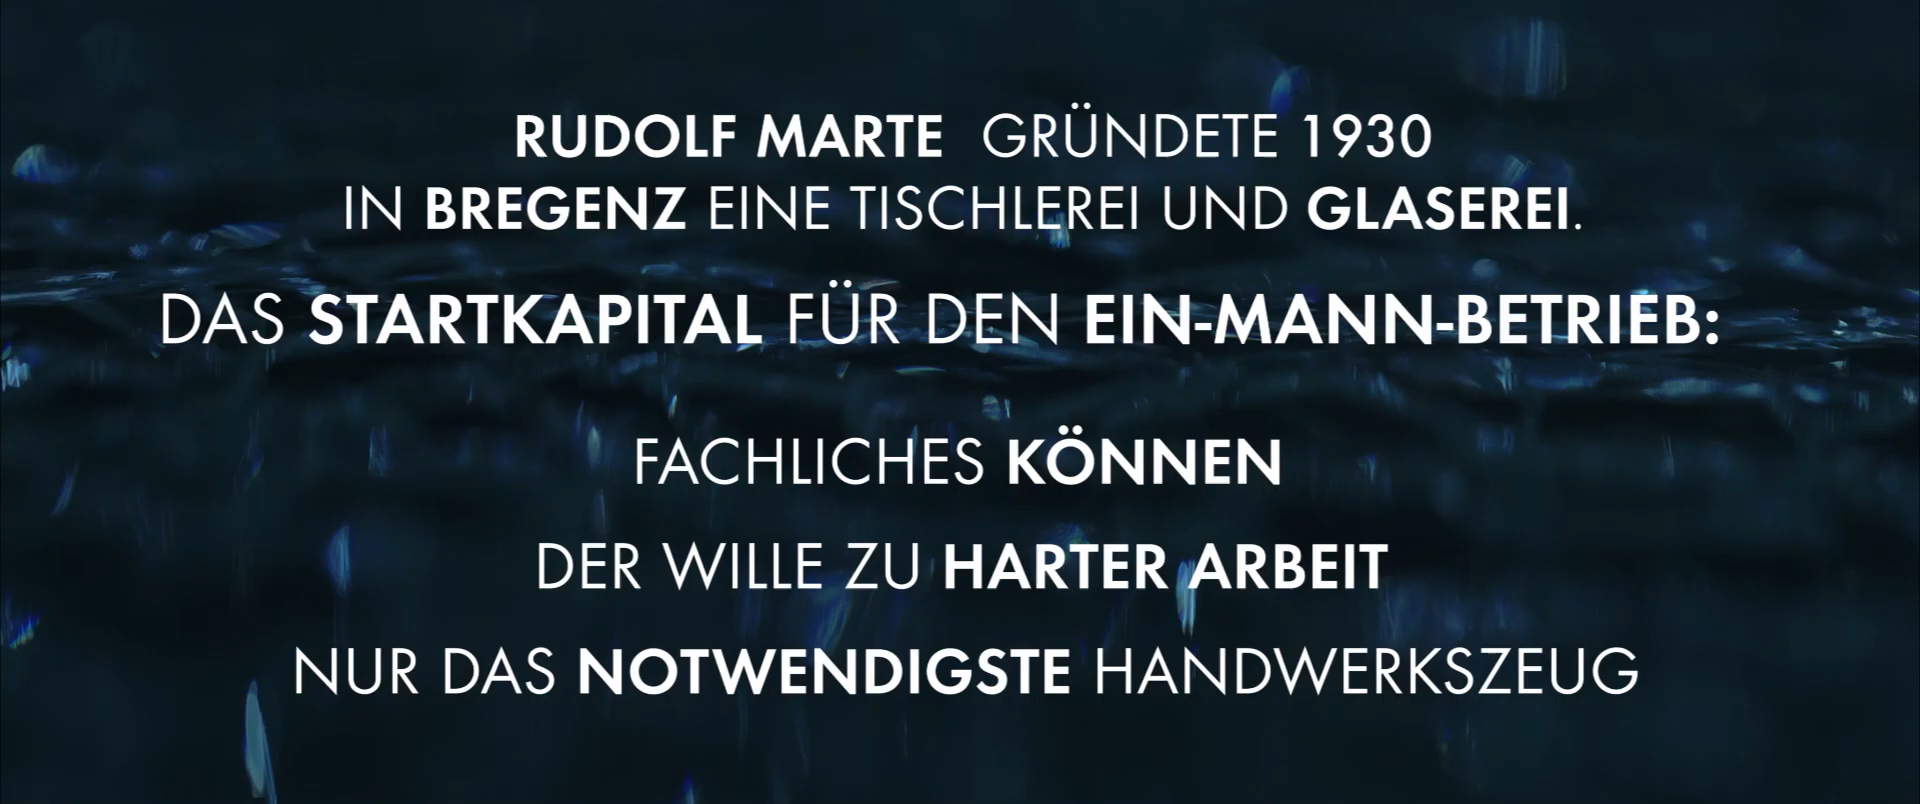 RUDOLF MARTE GRÜNDETE 1930
IN BREGENZ EINE TISCHLEREI UND GLASEREI.
DAS STARTKAPITAL FÜR DEN EIN-MANN-BETRIEB:
FACHLICHES KÖNNEN
DER WILLE ZU HARTER ARBEIT
NUR DAS NOTWENDIGSTE HANDWERKSZEUG